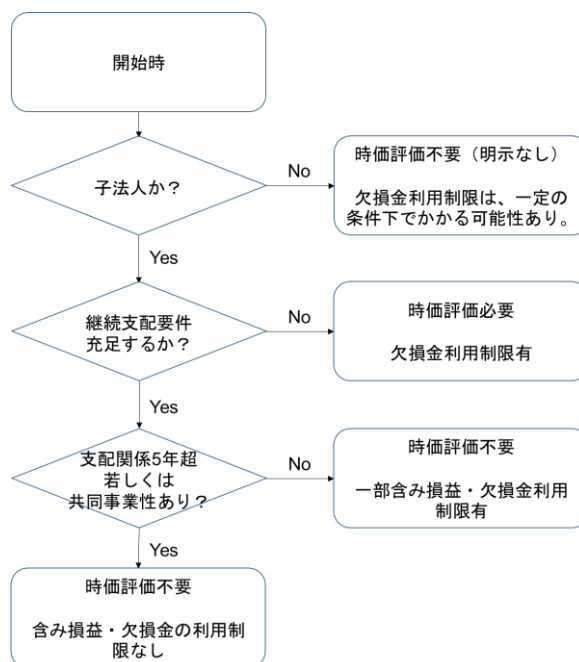 開始時
子法人か？
No
時価評価不要（明示なし）
欠損金利用制限は、一定の
条件下でかかる可能性あり。
Yes
継続支配要件
充足するか？
No
時価評価必要
欠損金利用制限有
Yes
支配関係5年超
若しくは
共同事業性あり？
No
時価評価不要
一部含み損益・欠損金利用
制限有
Yes
時価評価不要
含み損益・欠損金の利用制
限なし